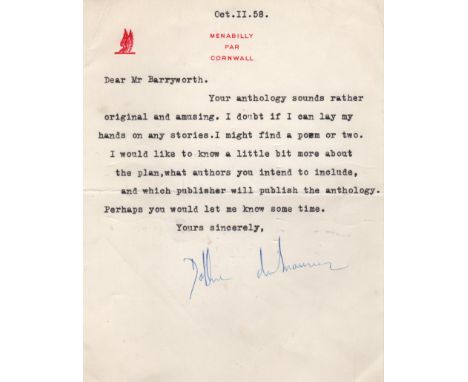 Oct.II.58.
MENABILLY
PAR
CORNWALL
Dear Mr Barryworth.
Your anthology sounds rather
original and amusing. I doubt if I can lay my
hands on any stories.I might find a poem or two.
I would like to know a little bit more about
the plan,what authors you intend to include,
and which publisher will publish the anthology.
Perhaps you would let me know some time.
Yours sincerely,
Daphne du Maurier